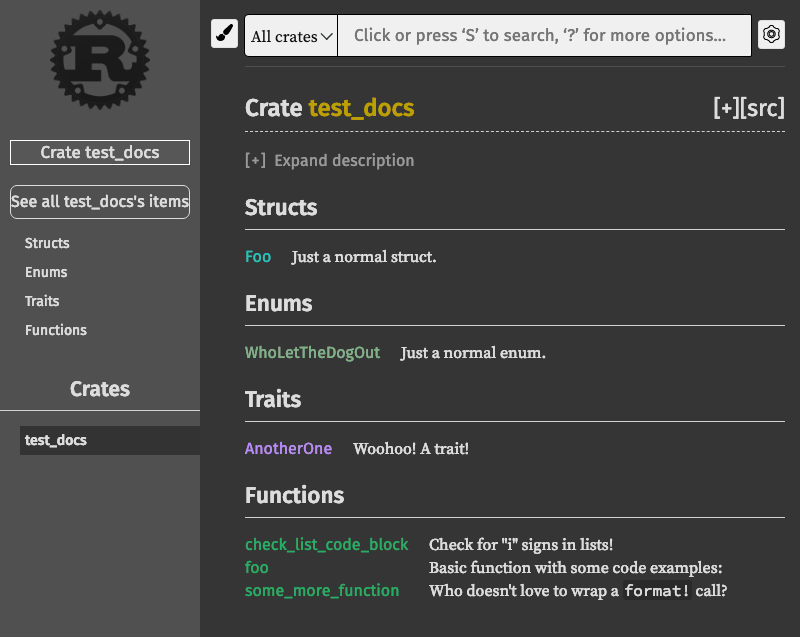 R
Crate test_docs
See all test_docs's items
Structs
Enums
Traits
Functions
Crates
test_docs
All crates
Click or press ‘S’ to search, ‘?’ for more options…
Crate test_docs [+][src]
[+] Expand description
Structs
Foo Just a normal struct.
Enums
WhoLetTheDogOut Just a normal enum.
Traits
AnotherOne Woohoo! A trait!
Functions
check_list_code_block Check for "i" signs in lists!
foo Basic function with some code examples:
some_more_function Who doesn't love to wrap a format! call?